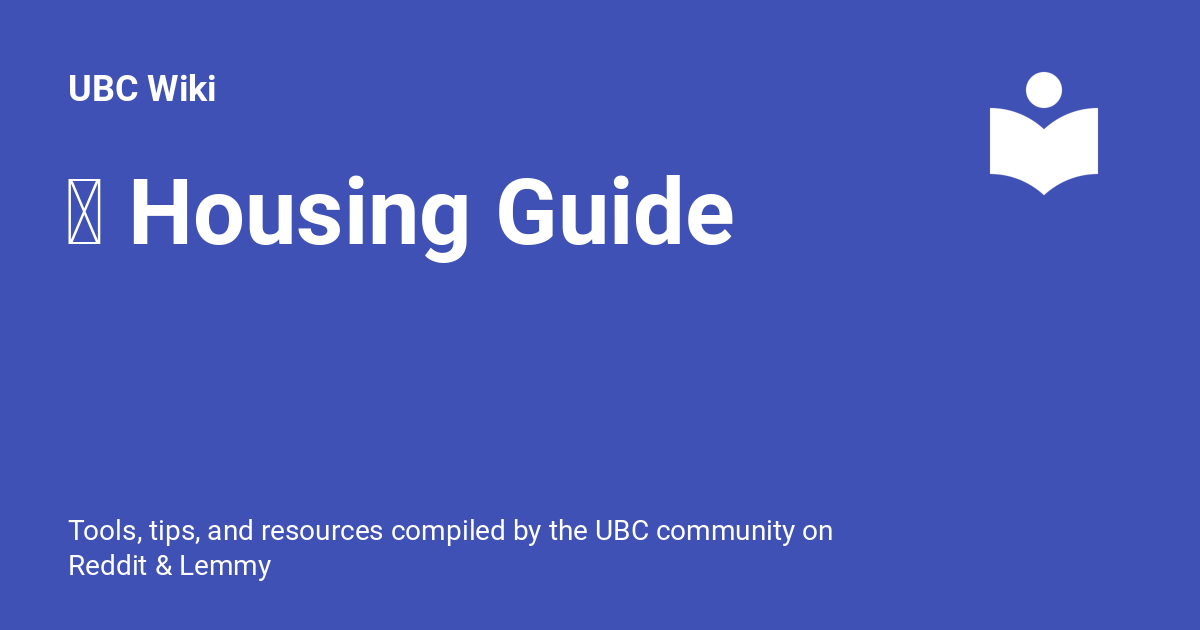 UBC Wiki
Housing Guide
Tools, tips, and resources compiled by the UBC community on
Reddit & Lemmy